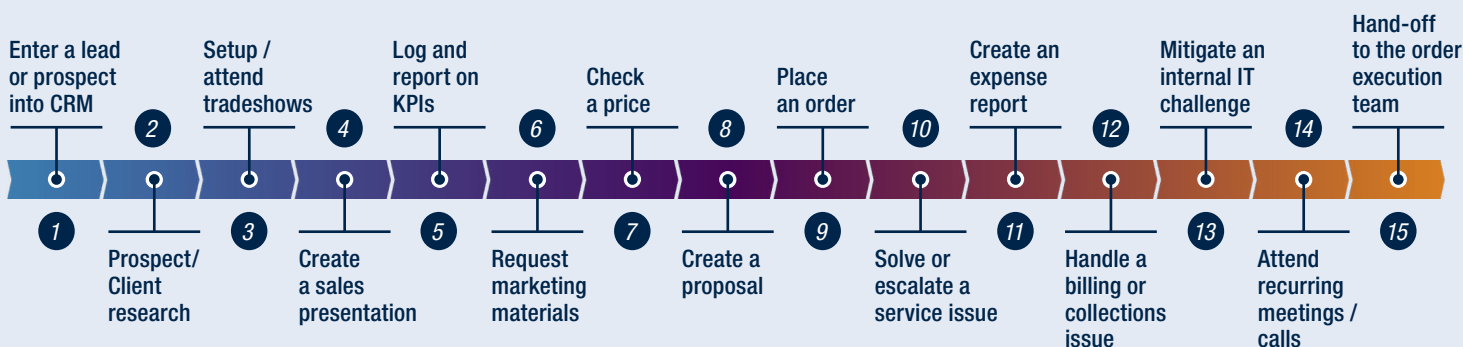 Enter a lead
or prospect
into CRM
1
2
Prospect/
Client
research
Setup /
attend
tradeshows
3
4
Create
a sales
presentation
Log and
report on
KPIs
5
6
Request
marketing
materials
Check
a price
7
8
Create a
proposal
Place
an order
9
10
Solve or
escalate a
service issue
Create an
expense
report
11
12
Handle a
billing or
collections
issue
Mitigate an
internal IT
challenge
13
14
Attend
recurring
meetings /
calls
Hand-off
to the order
execution
team
15